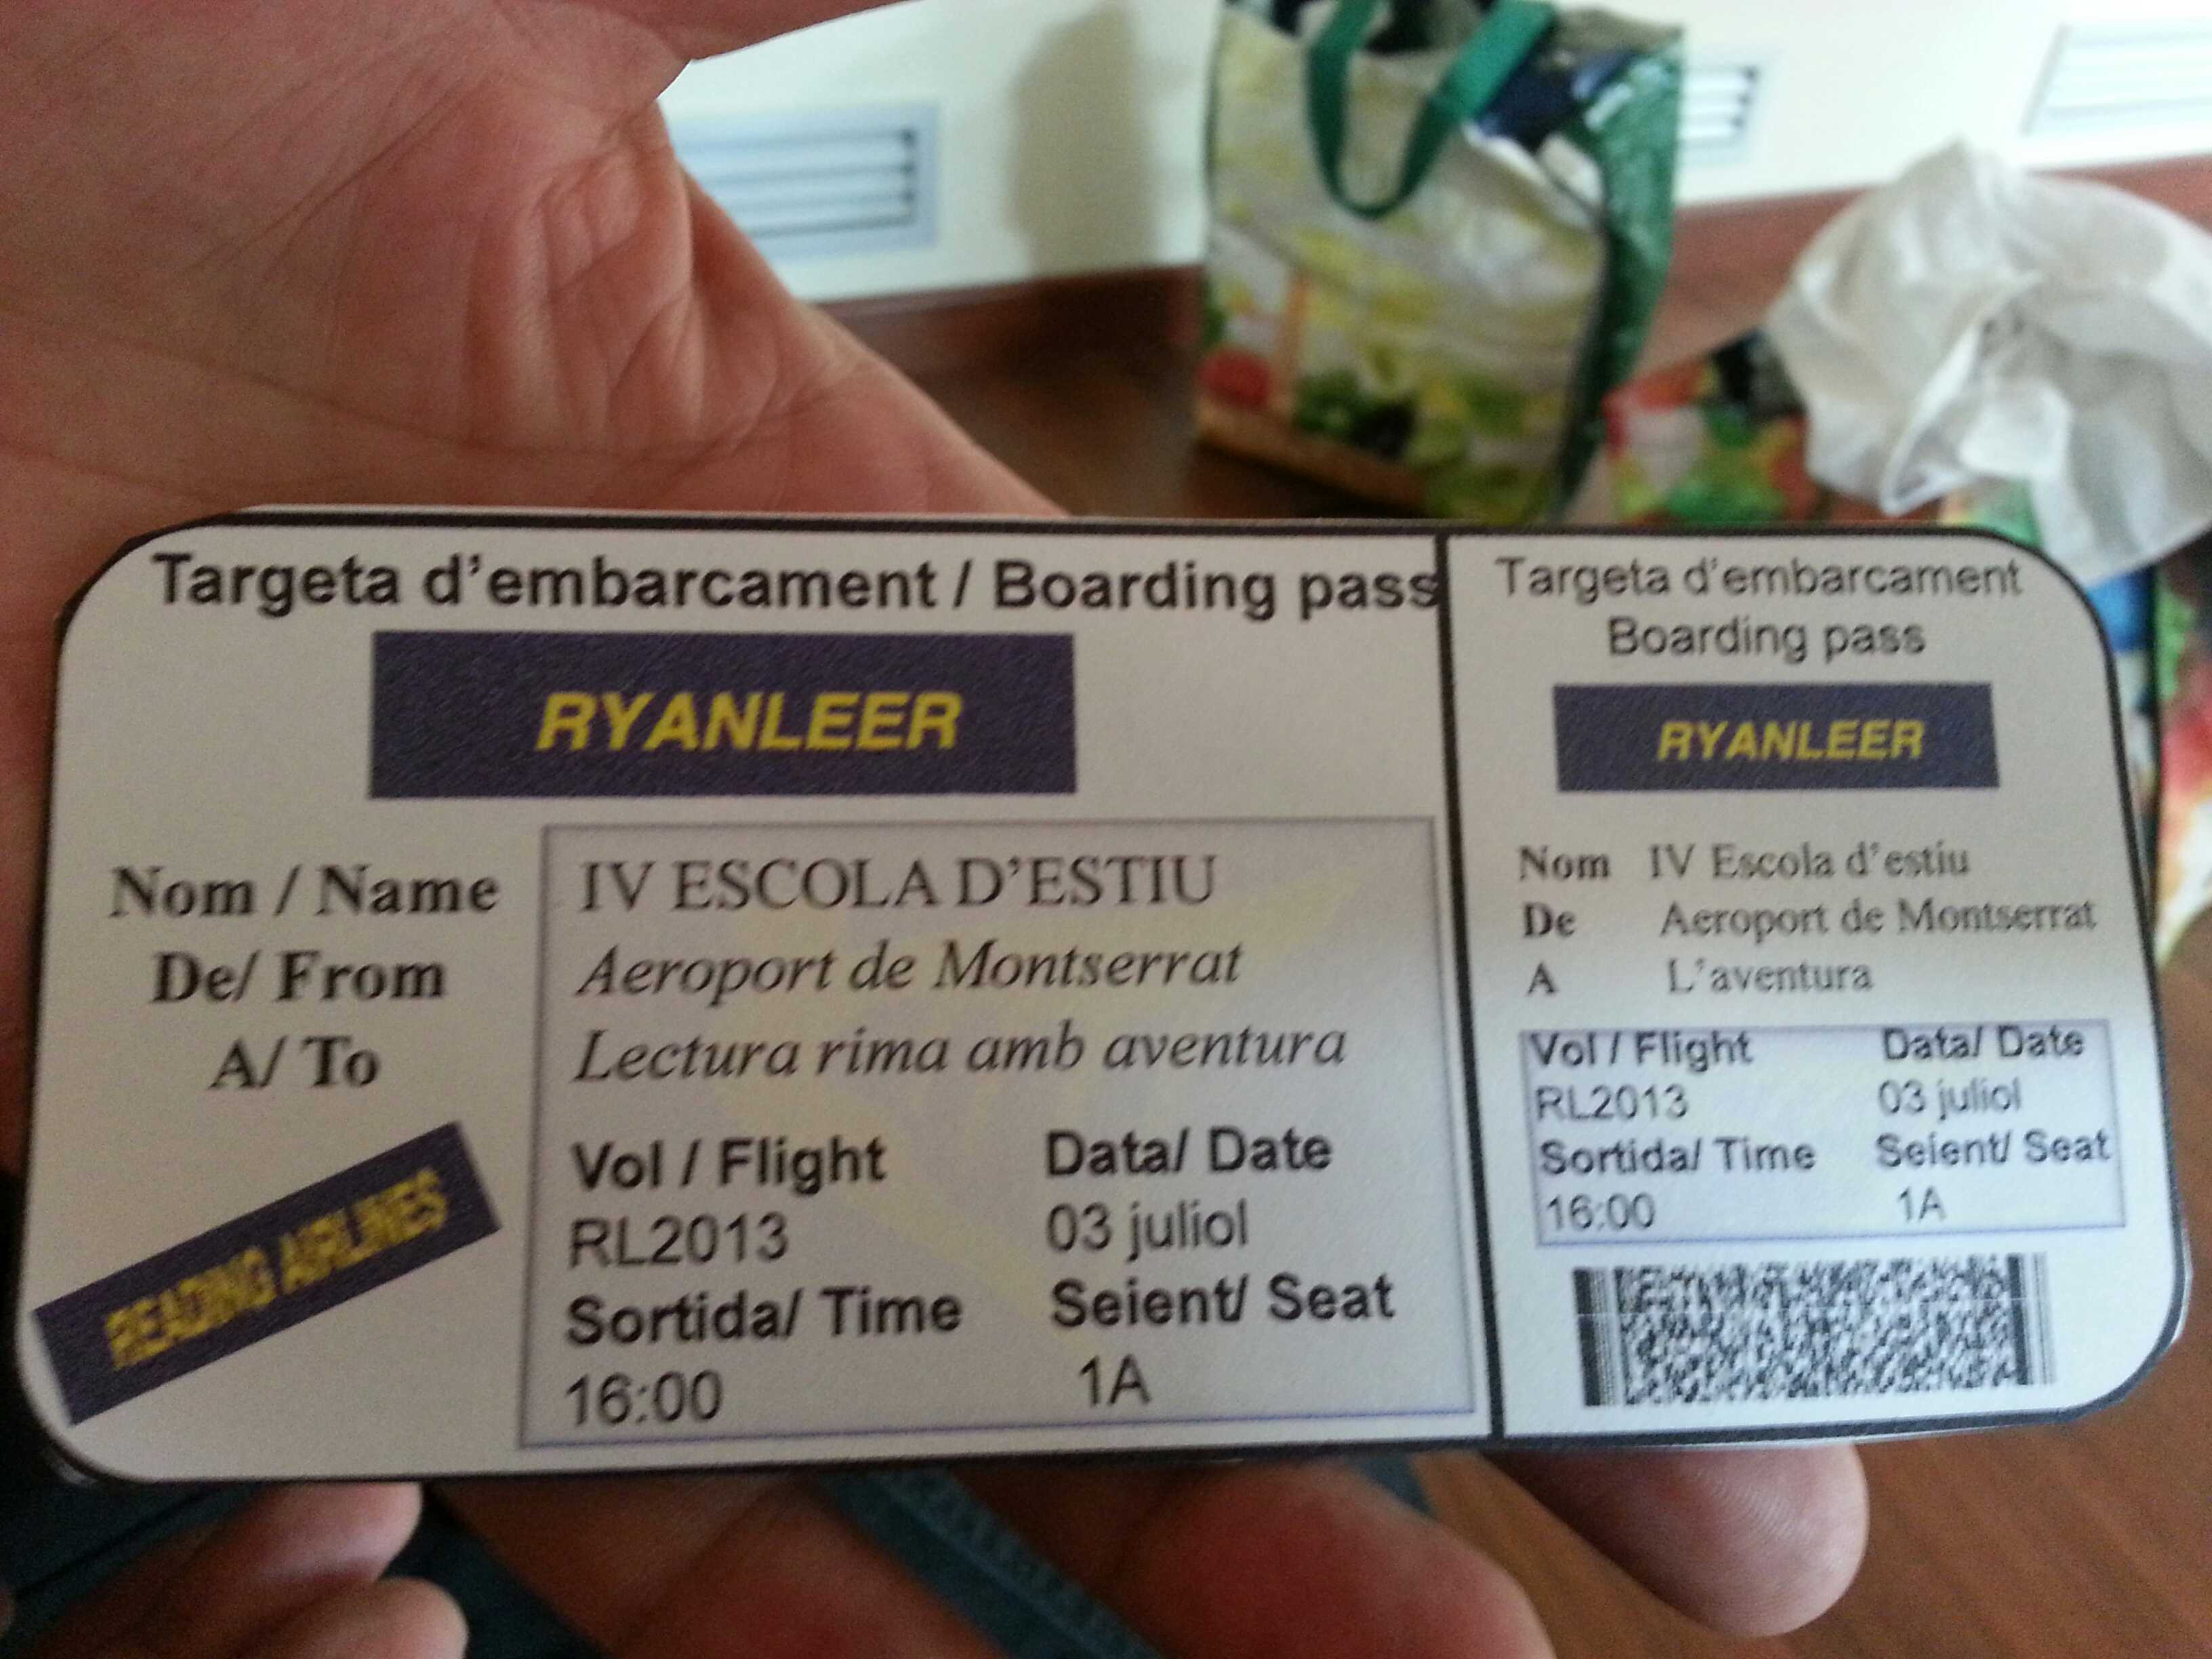 Targeta d'embarcament / Boarding pass
RYANLEER
Nom / Name IV ESCOLA D'ESTIU
De/ From Aeroport de Montserrat
A/ To Lectura rima amb aventura
Vol / Flight Data/ Date
RL2013 03 juliol
Sortida/ Time Seient/ Seat
16:00 1A
READING AIRLINES
Targeta d'embarcament
Boarding pass
RYANLEER
Nom IV Escola d'estiu
De Aeroport de Montserrat
A L'aventura
Vol / Flight Data/ Date
RL2013 03 juliol
Sortida/ Time Seient/ Seat
16:00 1A